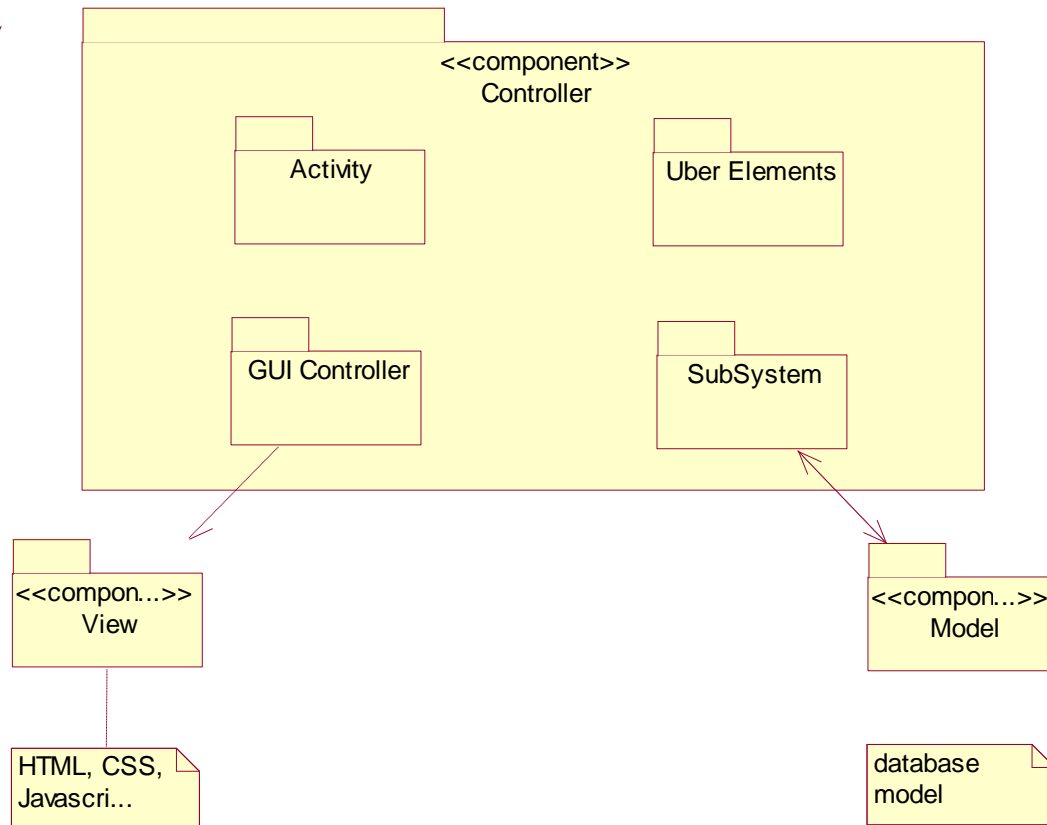 <<component>>
Controller
Activity
Uber Elements
GUI Controller
SubSystem
<<compon...>>
View
<<compon...>>
Model
HTML, CSS,
Javascri...
database
model